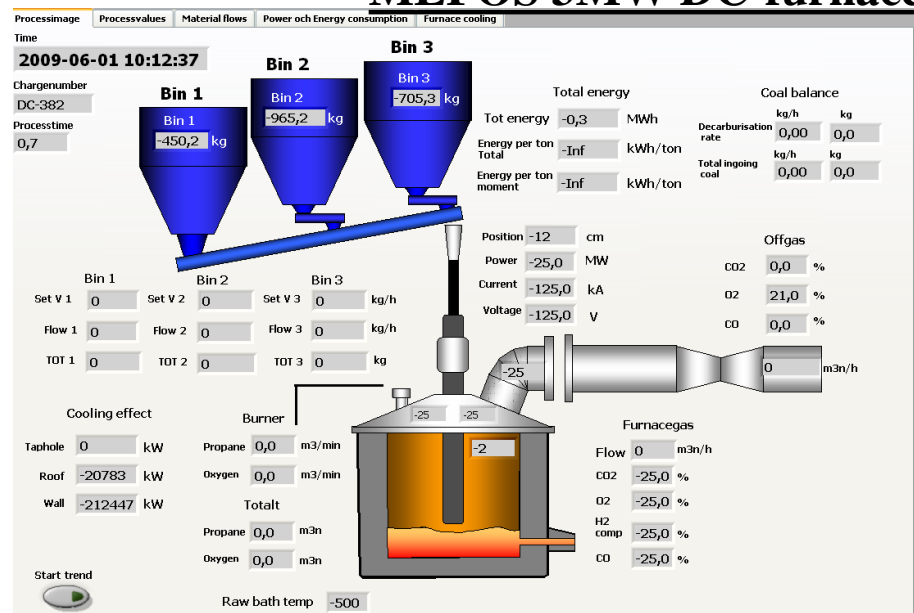 MEFOS 3MW DC furnace
Processimage Processvalues Material flows Power och Energy consumption Furnace cooling
Time
2009-06-01 10:12:37
Chargenumber
DC-382
Processtime
0,7
Bin 1
Bin 1
-450,2 kg
Bin 2
Bin 2
-965,2 kg
Bin 3
Bin 3
-705,3 kg
Total energy
Tot energy -0,3 MWh
Energy per ton
Total -Inf kWh/ton
Energy per ton
moment -Inf kWh/ton
Coal balance
kg/h kg
Decarburisation
rate 0,00 0,0
kg/h kg
Total ingoing
coal 0,00 0,0
Position -12 cm
Power -25,0 MW
Current -125,0 kA
Voltage -125,0 V
Offgas
CO2 0,0 %
O2 21,0 %
CO 0,0 %
Bin 1 Bin 2 Bin 3
Set V 1 0 Set V 2 0 Set V 3 0 kg/h
Flow 1 0 Flow 2 0 Flow 3 0 kg/h
TOT 1 0 TOT 2 0 TOT 3 0 kg
-25
0 m3n/h
-25 -25
-2
Cooling effect
Taphole 0 kW
Roof -20783 kW
Wall -212447 kW
Burner
Propane 0,0 m3/min
Oxygen 0,0 m3/min
Totalt
Propane 0,0 m3n
Oxygen 0,0 m3n
Furnacegas
Flow 0 m3n/h
CO2 -25,0 %
O2 -25,0 %
H2
comp -25,0 %
CO -25,0 %
Start trend
Raw bath temp -500